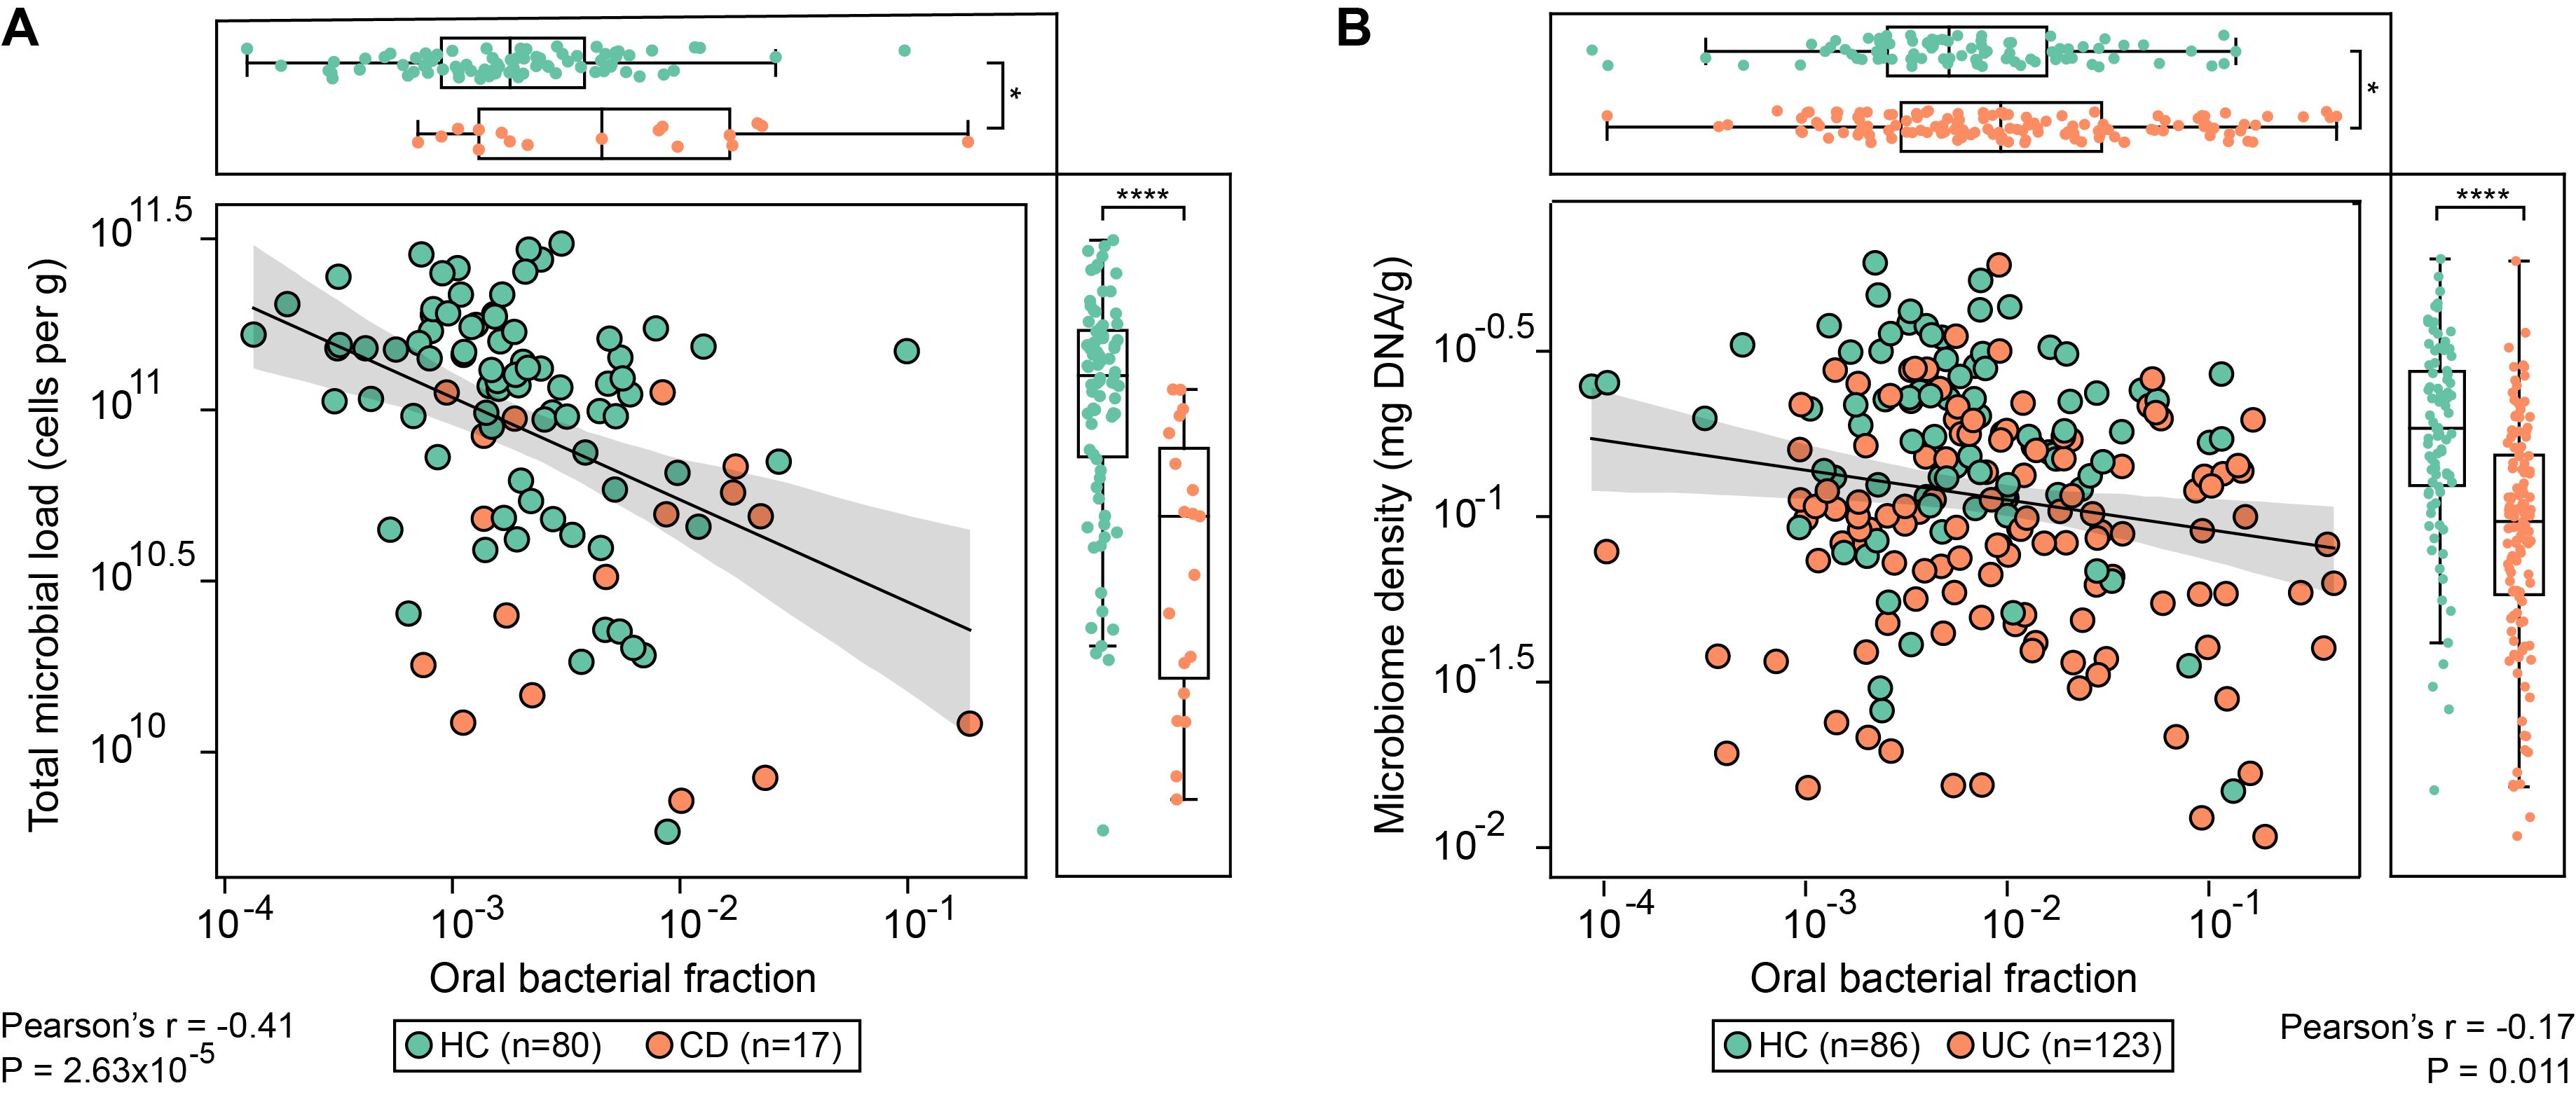 A
*
****
Total microbial load (cells per g)
10^11.5
10^11
10^10.5
10^10
10^-4 10^-3 10^-2 10^-1
Oral bacterial fraction
Pearson’s r = -0.41
P = 2.63x10^-5
HC (n=80) CD (n=17)
B
*
****
Microbiome density (mg DNA/g)
10^-0.5
10^-1
10^-1.5
10^-2
10^-4 10^-3 10^-2 10^-1
Oral bacterial fraction
HC (n=86) UC (n=123)
Pearson’s r = -0.17
P = 0.011